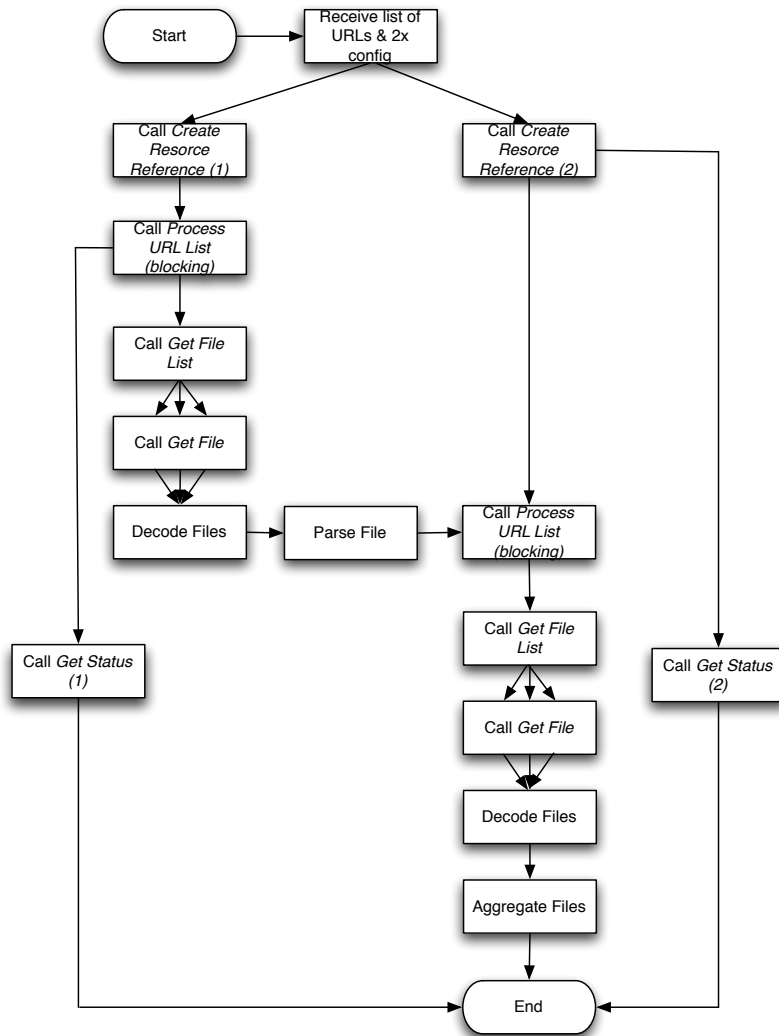 Start
Receive list of
URLs & 2x
config
Call Create
Resorce
Reference (1)
Call Create
Resorce
Reference (2)
Call Process
URL List
(blocking)
Call Get File
List
Call Get File
Decode Files
Parse File
Call Process
URL List
(blocking)
Call Get File
List
Call Get Status
(1)
Call Get Status
(2)
Call Get File
Decode Files
Aggregate Files
End